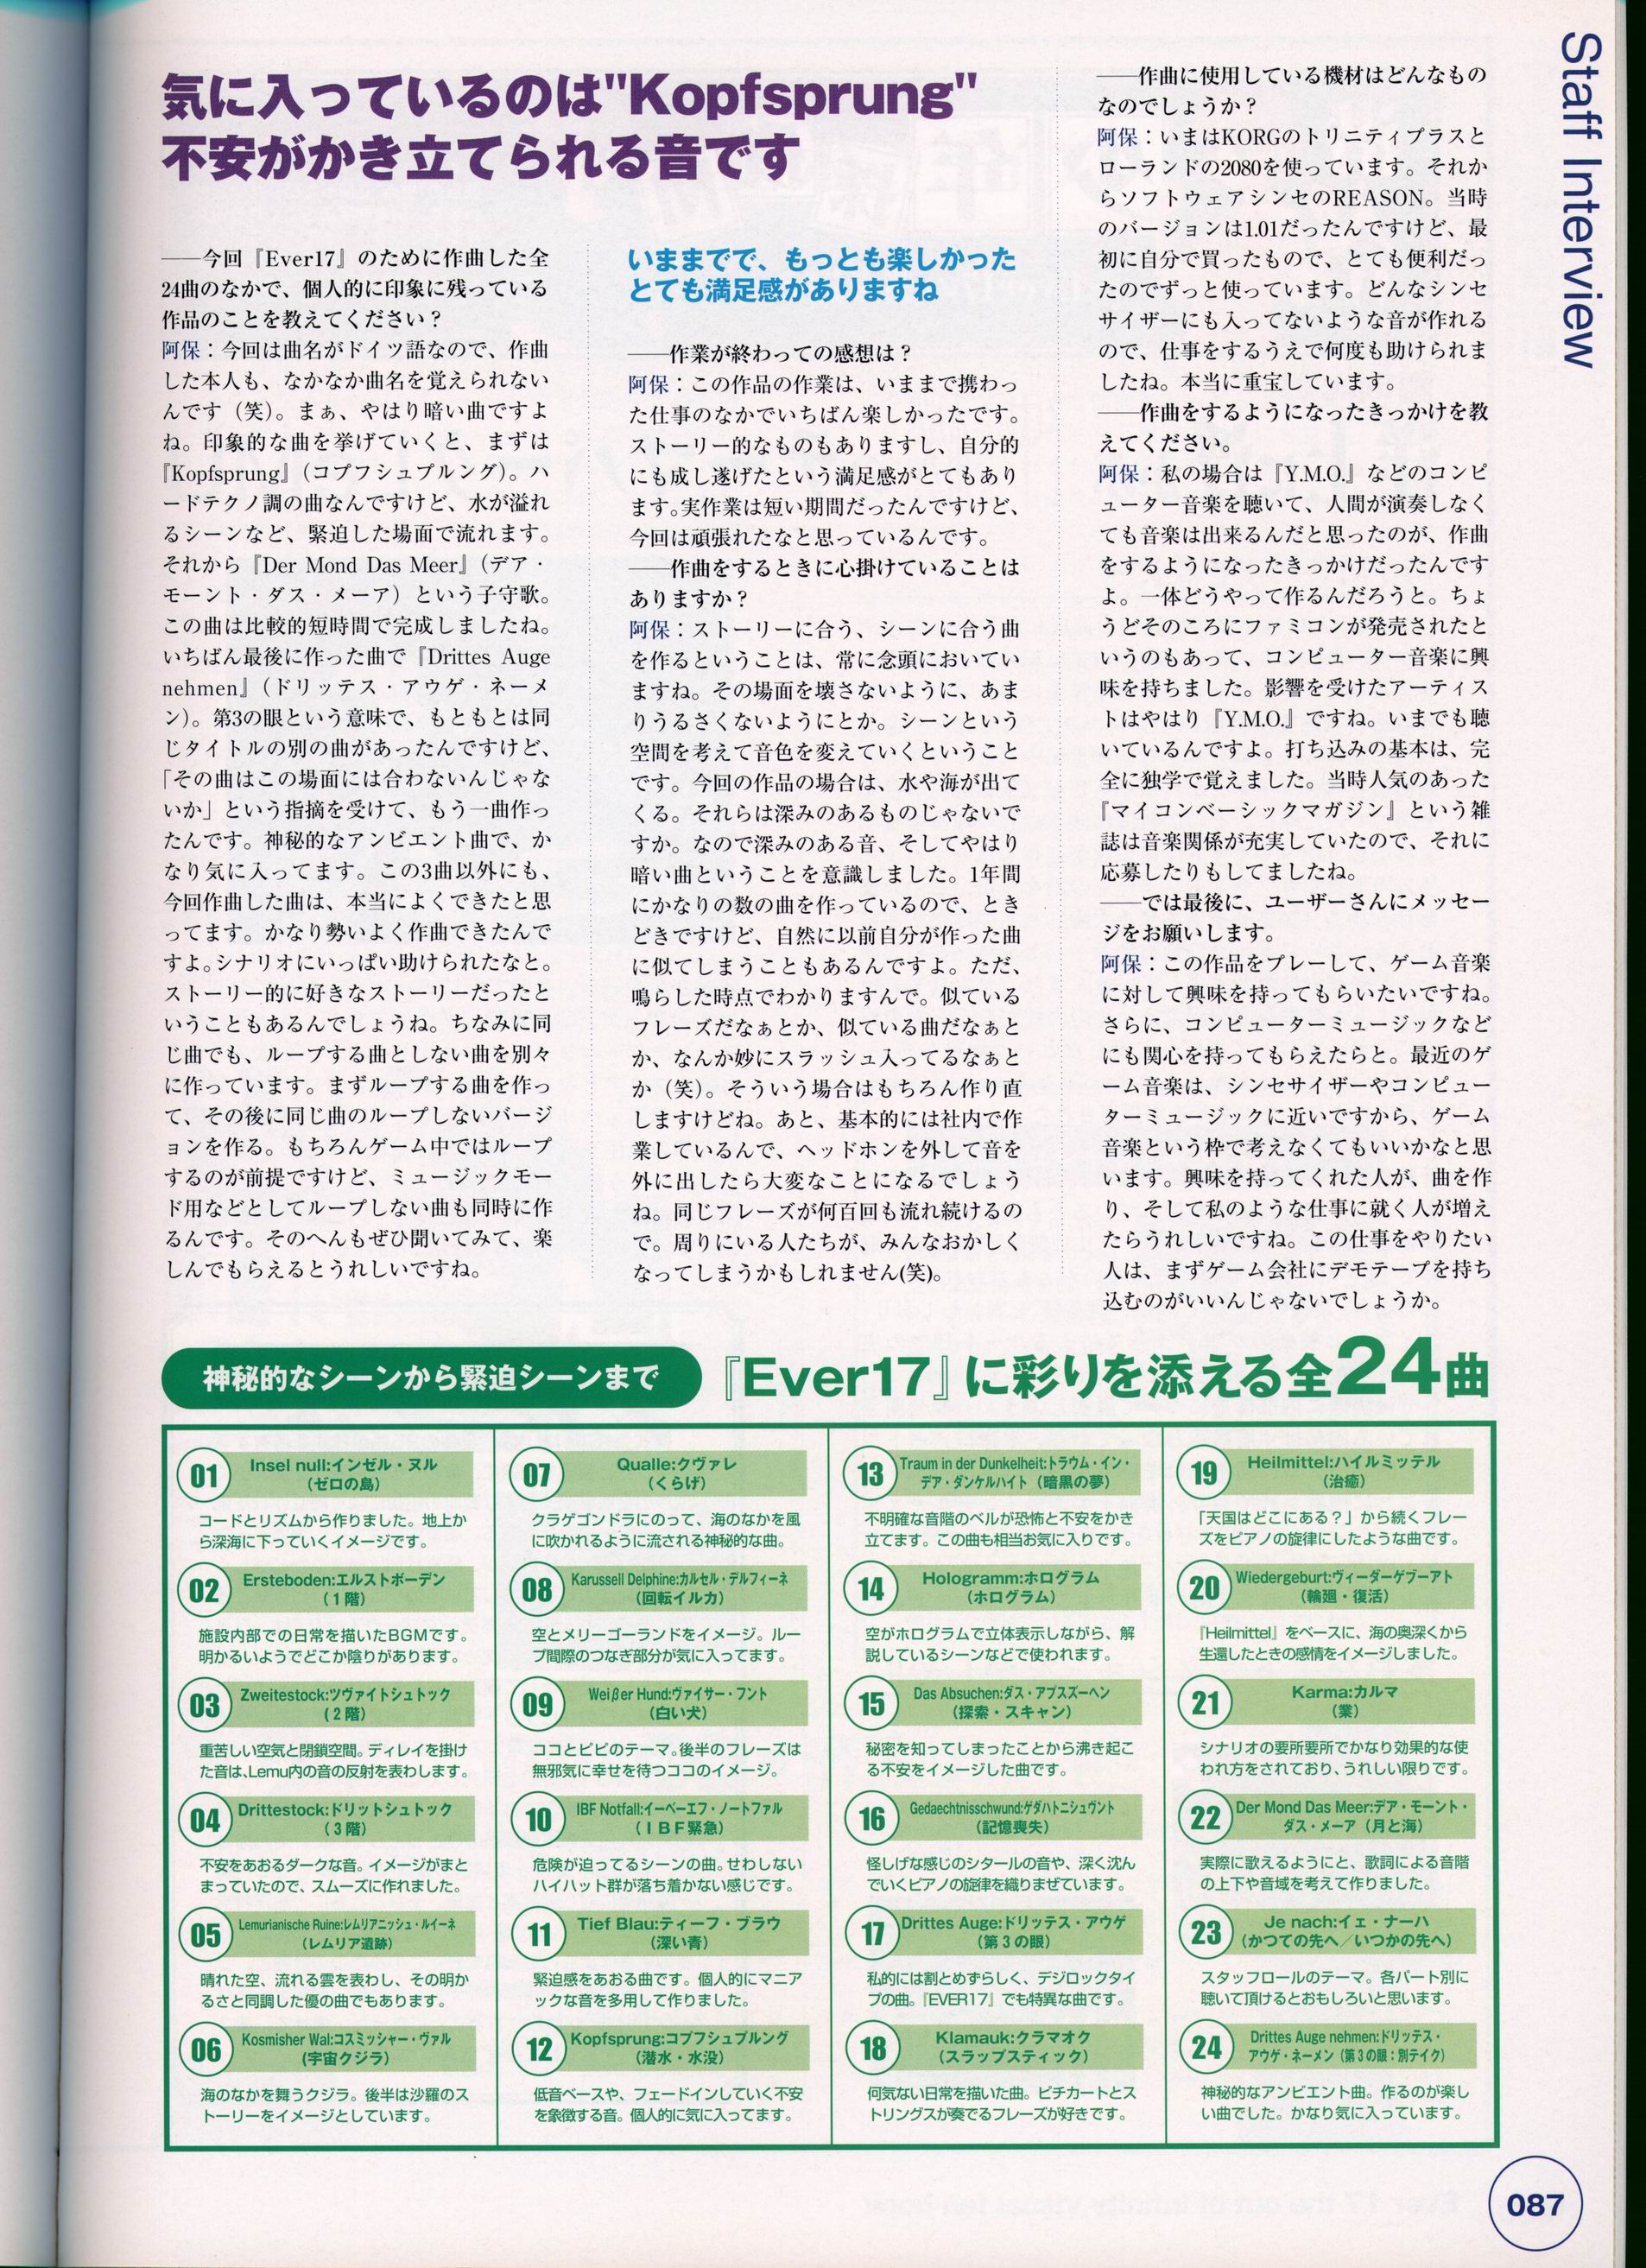 Staff Interview
気に入っているのは"Kopfsprung"
不安がかき立てられる音です
――今回『Ever17』のために作曲した全
24曲のなかで、個人的に印象に残っている
作品のことを教えてください？
阿保：今回は曲名がドイツ語なので、作曲
した本人も、なかなか曲名を覚えられない
んです（笑）。まぁ、やはり暗い曲ですよ
ね。印象的な曲を挙げていくと、まずは
『Kopfsprung』（コプフシュプルング）。ハ
ードテクノ調の曲なんですけど、水が溢れ
るシーンなど、緊迫した場面で流れます。
それから『Der Mond Das Meer』（デア・
モーント・ダス・メーア）という子守歌。
この曲は比較的短時間で完成しましたね。
いちばん最後に作った曲で『Drittes Auge
nehmen』（ドリッテス・アウゲ・ネーメ
ン）。第3の眼という意味で、もともとは同
じタイトルの別の曲があったんですけど、
「その曲はこの場面には合わないんじゃな
いか」という指摘を受けて、もう一曲作っ
たんです。神秘的なアンビエント曲で、か
なり気に入ってます。この3曲以外にも、
今回作曲した曲は、本当によくできたと思
ってます。かなり勢いよく作曲できたんで
すよ。シナリオにいっぱい助けられたなと。
ストーリー的に好きなストーリーだったと
いうこともあるんでしょうね。ちなみに同
じ曲でも、ループする曲としない曲を別々
に作っています。まずループする曲を作っ
て、その後に同じ曲のループしないバージ
ョンを作る。もちろんゲーム中ではループ
するのが前提ですけど、ミュージックモー
ド用などとしてループしない曲も同時に作
るんです。そのへんもぜひ聞いてみて、楽
しんでもらえるとうれしいですね。
いままでで、もっとも楽しかった
とても満足感がありますね
――作業が終わっての感想は？
阿保：この作品の作業は、いままで携わっ
た仕事のなかでいちばん楽しかったです。
ストーリー的なものもありますし、自分的
にも成し遂げたという満足感がとてもあり
ます。実作業は短い期間だったんですけど、
今回は頑張れたなと思っているんです。
――作曲をするときに心掛けていることは
ありますか？
阿保：ストーリーに合う、シーンに合う曲
を作るということは、常に念頭においてい
ますね。その場面を壊さないように、あま
りうるさくないようにとか。シーンという
空間を考えて音色を変えていくということ
です。今回の作品の場合は、水や海が出て
くる。それらは深みのあるものじゃないで
すか。なので深みのある音、そしてやはり
暗い曲ということを意識しました。1年間
にかなりの数の曲を作っているので、とき
どきですけど、自然に以前自分が作った曲
に似てしまうこともあるんですよ。ただ、
鳴らした時点でわかりますんで。似ている
フレーズだなぁとか、似ている曲だなぁと
か、なんか妙にスラッシュ入ってるなぁと
か（笑）。そういう場合はもちろん作り直
しますけどね。あと、基本的には社内で作
業しているんで、ヘッドホンを外して音を
外に出したら大変なことになるでしょう
ね。同じフレーズが何百回も流れ続けるの
で。周りにいる人たちが、みんなおかしく
なってしまうかもしれません(笑)。
――作曲に使用している機材はどんなもの
なのでしょうか？
阿保：いまはKORGのトリニティプラスと
ローランドの2080を使っています。それか
らソフトウェアシンセのREASON。当時
のバージョンは1.01だったんですけど、最
初に自分で買ったもので、とても便利だっ
たのでずっと使っています。どんなシンセ
サイザーにも入ってないような音が作れる
ので、仕事をするうえで何度も助けられま
したね。本当に重宝しています。
――作曲をするようになったきっかけを教
えてください。
阿保：私の場合は『Y.M.O.』などのコンピ
ューター音楽を聴いて、人間が演奏しなく
ても音楽は出来るんだと思ったのが、作曲
をするようになったきっかけだったんです
よ。一体どうやって作るんだろうと。ちょ
うどそのころにファミコンが発売されたと
いうのもあって、コンピューター音楽に興
味を持ちました。影響を受けたアーティス
トはやはり『Y.M.O.』ですね。いまでも聴
いているんですよ。打ち込みの基本は、完
全に独学で覚えました。当時人気のあった
『マイコンベーシックマガジン』という雑
誌は音楽関係が充実していたので、それに
応募したりもしてましたね。
――では最後に、ユーザーさんにメッセー
ジをお願いします。
阿保：この作品をプレーして、ゲーム音楽
に対して興味を持ってもらいたいですね。
さらに、コンピューターミュージックなど
にも関心を持ってもらえたらと。最近のゲ
ーム音楽は、シンセサイザーやコンピュー
ターミュージックに近いですから、ゲーム
音楽という枠で考えなくてもいいかなと思
います。興味を持ってくれた人が、曲を作
り、そして私のような仕事に就く人が増え
たらうれしいですね。この仕事をやりたい
人は、まずゲーム会社にデモテープを持ち
込むのがいいんじゃないでしょうか。
神秘的なシーンから緊迫シーンまで 『Ever17』に彩りを添える全24曲
01 Insel null:インゼル・ヌル
（ゼロの島）
コードとリズムから作りました。地上か
ら深海に下っていくイメージです。
02 Ersteboden:エルストボーデン
（1階）
施設内部での日常を描いたBGMです。
明かるいようでどこか陰りがあります。
03 Zweitestock:ツヴァイトシュトック
（2階）
重苦しい空気と閉鎖空間。ディレイを掛け
た音は、Lemu内の音の反射を表わします。
04 Drittestock:ドリットシュトック
（3階）
不安をあおるダークな音。イメージがまと
まっていたので、スムーズに作れました。
05 Lemurianische Ruine:レムリアニッシュ・ルイーネ
（レムリア遺跡）
晴れた空、流れる雲を表わし、その明か
るさと同調した優の曲でもあります。
06 Kosmisher Wal:コスミッシャー・ヴァル
（宇宙クジラ）
海のなかを舞うクジラ。後半は沙羅のス
トーリーをイメージとしています。
07 Qualle:クヴァレ
（くらげ）
クラゲゴンドラにのって、海のなかを風
に吹かれるように流される神秘的な曲。
08 Karussell Delphine:カルセル・デルフィーネ
（回転イルカ）
空とメリーゴーランドをイメージ。ルー
プ間際のつなぎ部分が気に入ってます。
09 Weißer Hund:ヴァイサー・フント
（白い犬）
ココとピピのテーマ。後半のフレーズは
無邪気に幸せを待つココのイメージ。
10 IBF Notfall:イーベーエフ・ノートファル
（IBF緊急）
危険が迫ってるシーンの曲。せわしない
ハイハット群が落ち着かない感じです。
11 Tief Blau:ティーフ・ブラウ
（深い青）
緊迫感をあおる曲です。個人的にマニア
ックな音を多用して作りました。
12 Kopfsprung:コプフシュプルング
（潜水・水没）
低音ベースや、フェードインしていく不安
を象徴する音。個人的に気に入ってます。
13 Traum in der Dunkelheit:トラウム・イン・
デア・ダンケルハイト（暗黒の夢）
不明確な音階のベルが恐怖と不安をかき
立てます。この曲も相当お気に入りです。
14 Hologramm:ホログラム
（ホログラム）
空がホログラムで立体表示しながら、解
説しているシーンなどで使われます。
15 Das Absuchen:ダス・アブスズーヘン
（探索・スキャン）
秘密を知ってしまったことから沸き起こ
る不安をイメージした曲です。
16 Gedaechtnisschwund:ゲダハトニシュヴント
（記憶喪失）
怪しげな感じのシタールの音や、深く沈ん
でいくピアノの旋律を織りまぜています。
17 Drittes Auge:ドリッテス・アウゲ
（第3の眼）
私的には割とめずらしく、デジロックタイ
プの曲。『EVER17』でも特異な曲です。
18 Klamauk:クラマオク
（スラップスティック）
何気ない日常を描いた曲。ピチカートとス
トリングスが奏でるフレーズが好きです。
19 Heilmittel:ハイルミッテル
（治癒）
「天国はどこにある？」から続くフレー
ズをピアノの旋律にしたような曲です。
20 Wiedergeburt:ヴィーダーゲブーアト
（輪廻・復活）
『Heilmittel』をベースに、海の奥深くから
生還したときの感情をイメージしました。
21 Karma:カルマ
（業）
シナリオの要所要所でかなり効果的な使
われ方をされており、うれしい限りです。
22 Der Mond Das Meer:デア・モーント・
ダス・メーア（月と海）
実際に歌えるようにと、歌詞による音階
の上下や音域を考えて作りました。
23 Je nach:イェ・ナーハ
（かつての先へ／いつかの先へ）
スタッフロールのテーマ。各パート別に
聴いて頂けるとおもしろいと思います。
24 Drittes Auge nehmen:ドリッテス・
アウゲ・ネーメン（第3の眼：別テイク）
神秘的なアンビエント曲。作るのが楽し
い曲でした。かなり気に入っています。
087